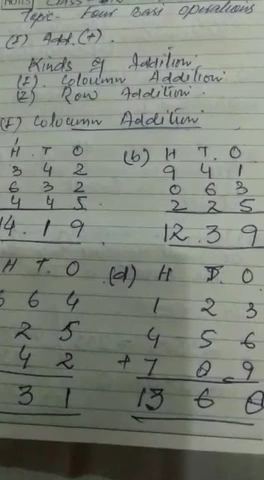 Topic - Four Basic Operations
(I) Add. (+).
Kinds of Addition
(1). Coloumn Addition
(2) Row Addition.
(I) Coloumn Addition
H T O
3 4 2
6 3 2
4 4 5
14 . 1 9
(b) H T O
9 4 1
0 6 3
2 2 5
12 . 3 9
H T. O
6 6 4
2 5
4 2
3 1
(d) H T. O
1 2 3
4 5 6
+ 7 0 9
13 6 0